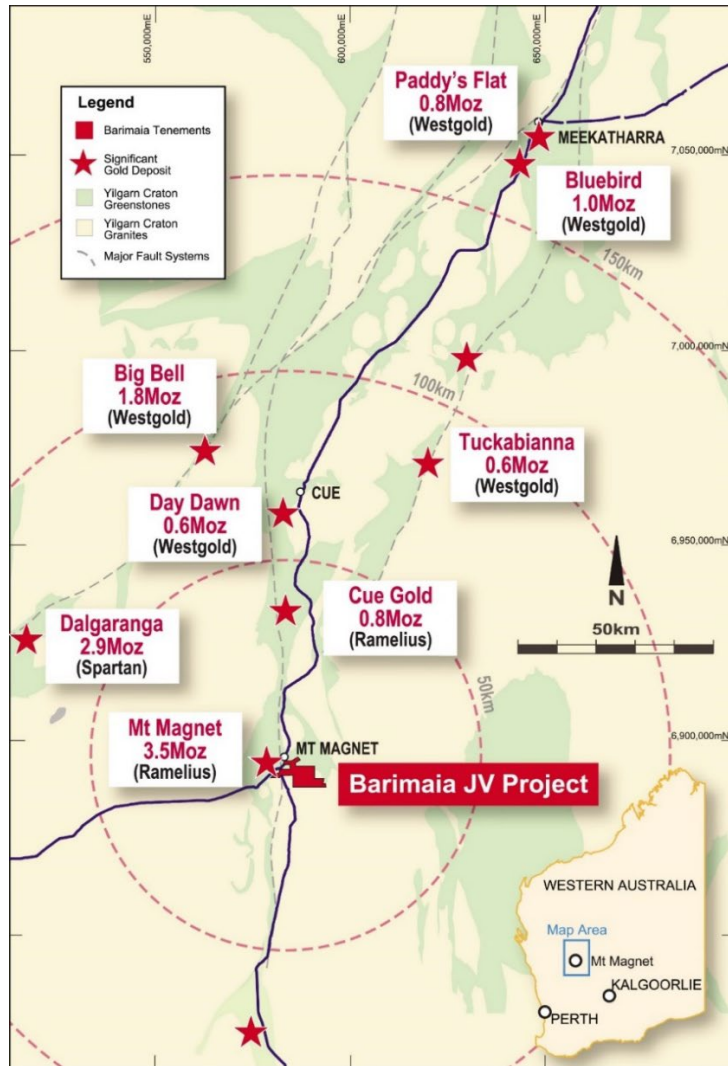 550,000mE
600,000mE
650,000mE
Legend
Barimaia Tenements
Significant
Gold Deposit
Yilgarn Craton
Greenstones
Yilgarn Craton
Granites
Major Fault Systems
Paddy's Flat
0.8Moz
(Westgold)
MEEKATHARRA
7,050,000mN
Bluebird
1.0Moz
(Westgold)
150km
7,000,000mN
Big Bell
1.8Moz
(Westgold)
100km
Tuckabianna
0.6Moz
(Westgold)
CUE
Day Dawn
0.6Moz
(Westgold)
6,950,000mN
Cue Gold
0.8Moz
(Ramelius)
N
50km
Dalgaranga
2.9Moz
(Spartan)
50km
Mt Magnet
3.5Moz
(Ramelius)
MT MAGNET
6,900,000mN
Barimaia JV Project
WESTERN AUSTRALIA
Map Area
Mt Magnet
KALGOORLIE
PERTH